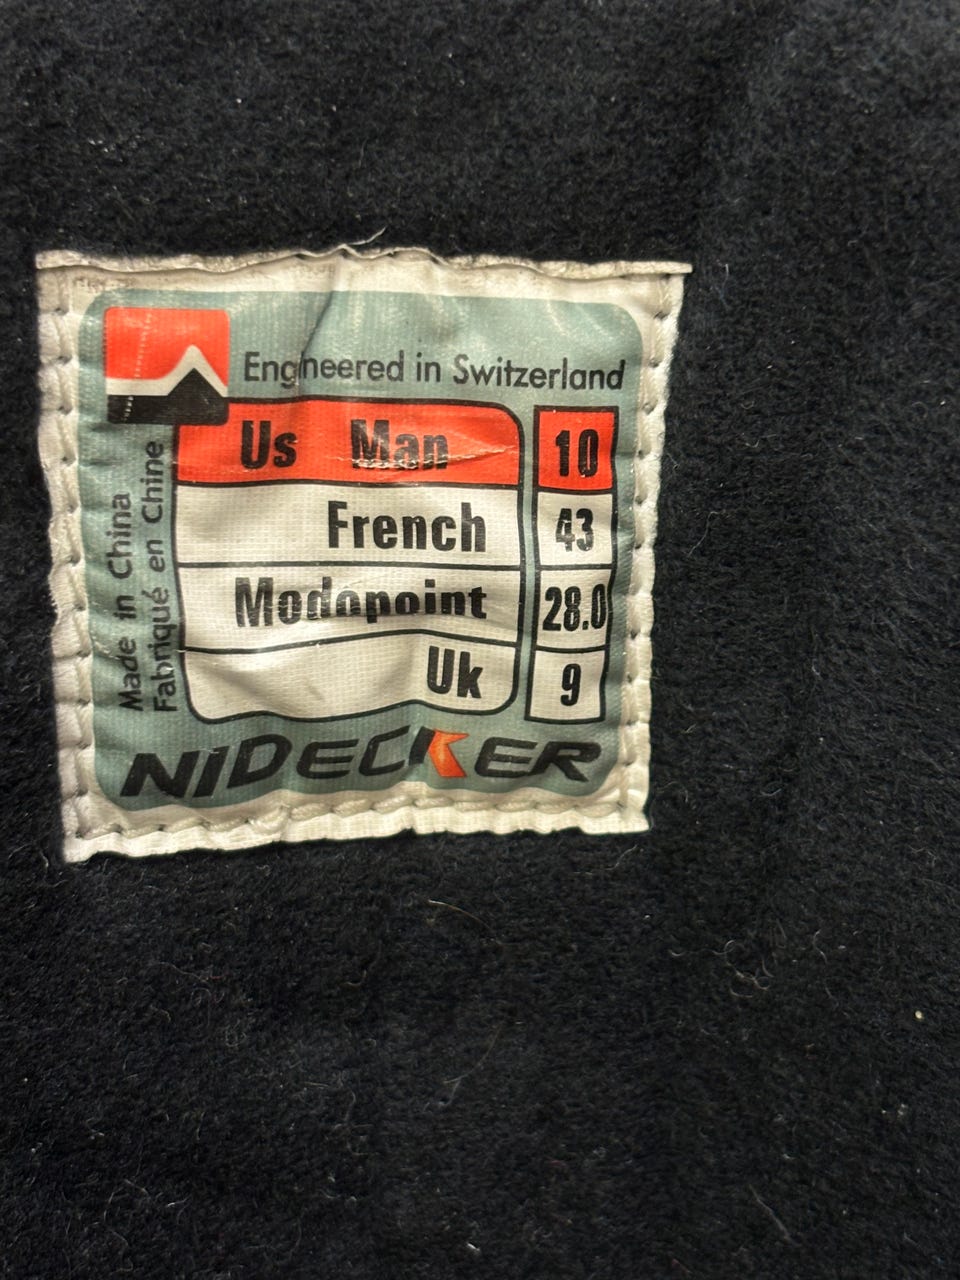 Engineered in Switzerland
Us Man 10
French 43
Modopoint 28.0
Uk 9
Made in China
Fabriqué en Chine
NIDECKER